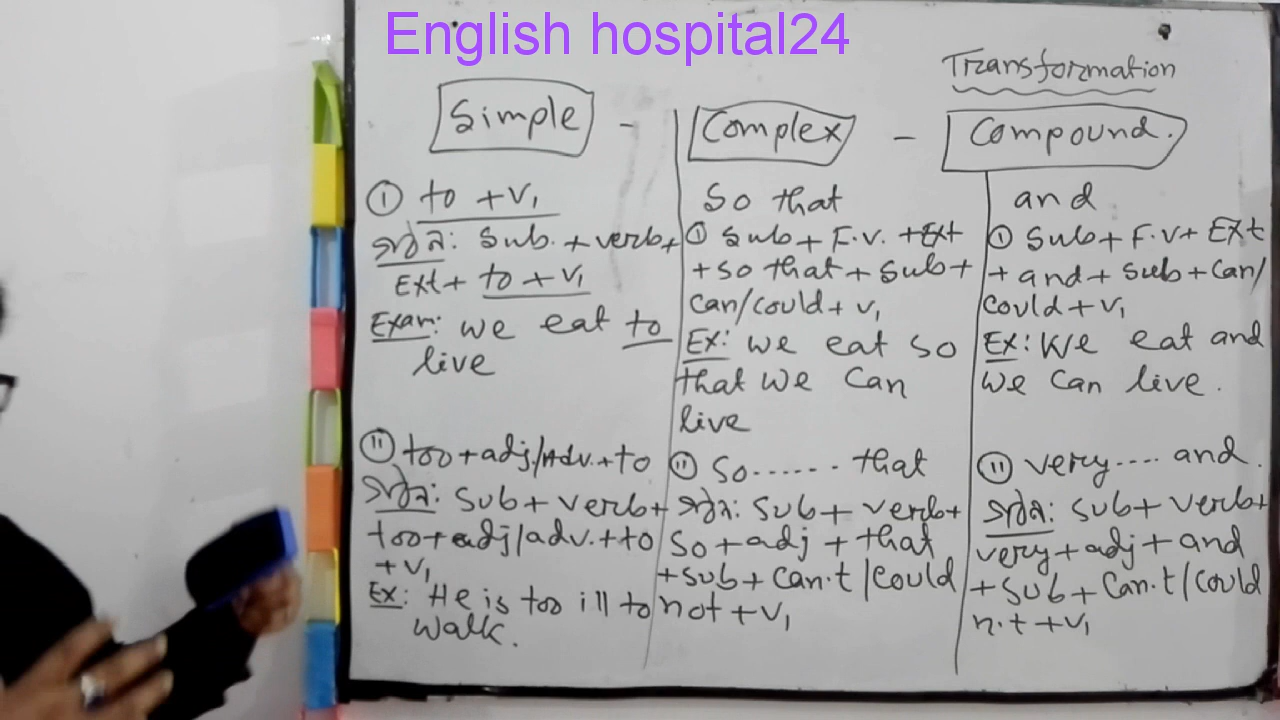 English hospital24
Transformation
Simple - Complex - Compound.
① to + V₁
গঠন: Sub. + verb +
Ext + to + V₁
Exam: We eat to
live
so that
① Sub + F.V. + Ext
+ so that + Sub +
can/could + V₁
Ex: We eat so
that we can
live
and
① Sub + F.V + Ext
+ and + Sub + can/
could + V₁
Ex: We eat and
we can live.
⑪ too + adj./Adv. + to
গঠন: Sub + verb +
too + adj/adv. + to
+ V₁
Ex: He is too ill to
walk.
⑪ So ...... that
গঠন: Sub + verb +
So + adj + that
+ sub + can.t/could
not + V₁
⑪ very .... and.
গঠন: Sub + verb +
very + adj + and
+ sub + can.t/could
n.t + V₁